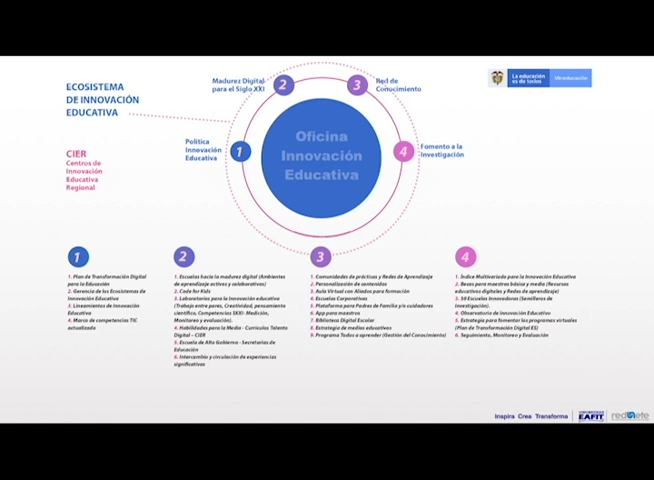 ECOSISTEMA
DE INNOVACIÓN
EDUCATIVA
CIER
Centros de
Innovación
Educativa
Regional
Madurez Digital
para el Siglo XXI
2
3
Red de
Conocimiento
Política
Innovación
Educativa
1
Oficina
Innovación
Educativa
4
Fomento a la
Investigación
La educación
es de todos
Mineducación
1
1. Plan de Transformación Digital
para la Educación
2. Gerencia de los Ecosistemas de
Innovación Educativa
3. Lineamientos de Innovación
Educativa
4. Marco de competencias TIC
actualizado
2
1. Escuelas hacia la madurez digital (Ambientes
de aprendizaje activos y colaborativos)
2. Code for Kids
3. Laboratorios para la innovación educativa
(Trabajo entre pares, Creatividad, pensamiento
científico, Competencias SXXI- Medición,
Monitoreo y evaluación).
4. Habilidades para la Media - Currículos Talento
Digital - CIER
5. Escuela de Alto Gobierno - Secretarías de
Educación
6. Intercambio y circulación de experiencias
significativas
3
1. Comunidades de prácticas y Redes de Aprendizaje
2. Personalización de contenidos
3. Aula Virtual con Aliados para formación
4. Escuelas Corporativas
5. Plataforma para Padres de Familia y/o cuidadores
6. App para maestros
7. Biblioteca Digital Escolar
8. Estrategia de medios educativos
9. Programa Todos a aprender (Gestión del Conocimiento)
4
1. Índice Multivariado para la Innovación Educativa
2. Becas para maestros básica y media (Recursos
educativos digitales y Redes de aprendizaje)
3. 50 Escuelas Innovadoras (Semilleros de
Investigación).
4. Observatorio de Innovación Educativa
5. Estrategia para fomentar los programas virtuales
(Plan de Transformación Digital ES)
6. Seguimiento, Monitoreo y Evaluación
Inspira Crea Transforma
EAFIT